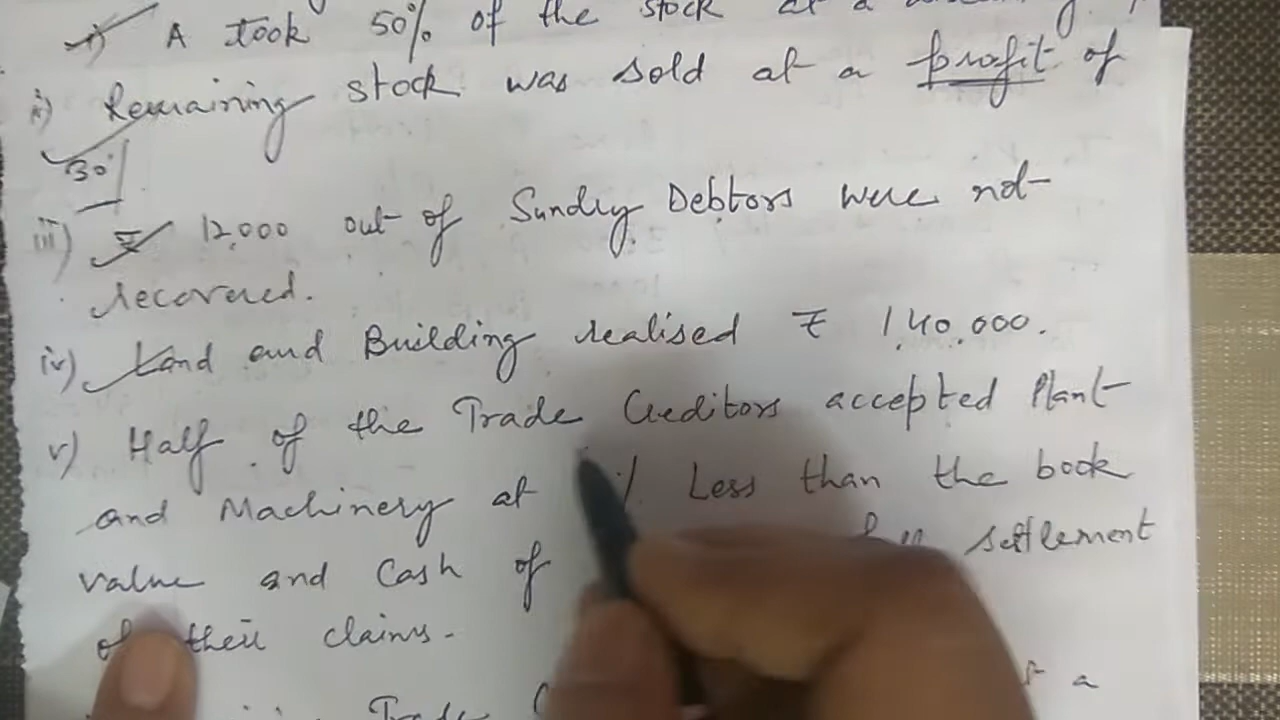 i) A took 50% of the stock at a
ii) Remaining stock was sold at a profit of
30%
iii) ₹ 12,000 out of Sundry Debtors were not
recovered.
iv) Land and Building realised ₹ 1,40,000.
v) Half of the Trade Creditors accepted Plant
and Machinery at % Less than the book
value and Cash of settlement
of their claims.
Trade a